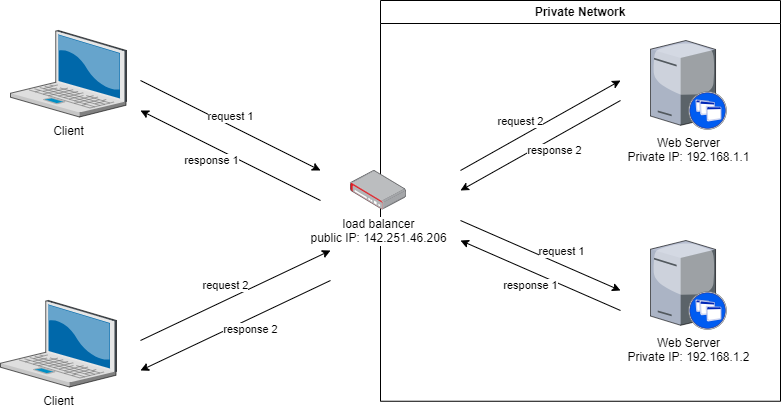 Private Network
Client
request 1
response 1
request 2
response 2
Web Server
Private IP: 192.168.1.1
load balancer
public IP: 142.251.46.206
request 1
response 1
request 2
response 2
Web Server
Private IP: 192.168.1.2
Client